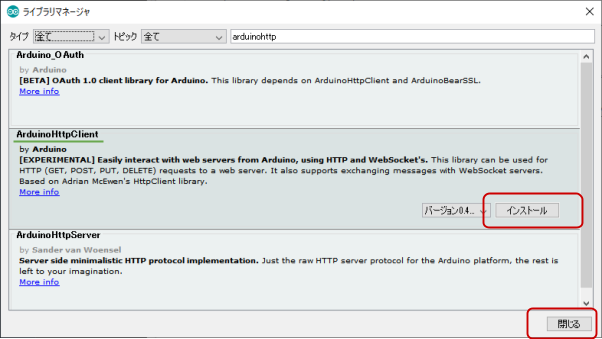 ライブラリマネージャ
タイプ 全て トピック 全て arduinohttp
Arduino_OAuth
by Arduino
[BETA] OAuth 1.0 client library for Arduino. This library depends on ArduinoHttpClient and ArduinoBearSSL.
More info
ArduinoHttpClient
by Arduino
[EXPERIMENTAL] Easily interact with web servers from Arduino, using HTTP and WebSocket's. This library can be used for
HTTP (GET, POST, PUT, DELETE) requests to a web server. It also supports exchanging messages with WebSocket servers.
Based on Adrian McEwen's HttpClient library.
More info
バージョン0.4... インストール
ArduinoHttpServer
by Sander van Woensel
Server side minimalistic HTTP protocol implementation. Just the raw HTTP server protocol for the Arduino platform, the rest is
left to your imagination.
More info
閉じる